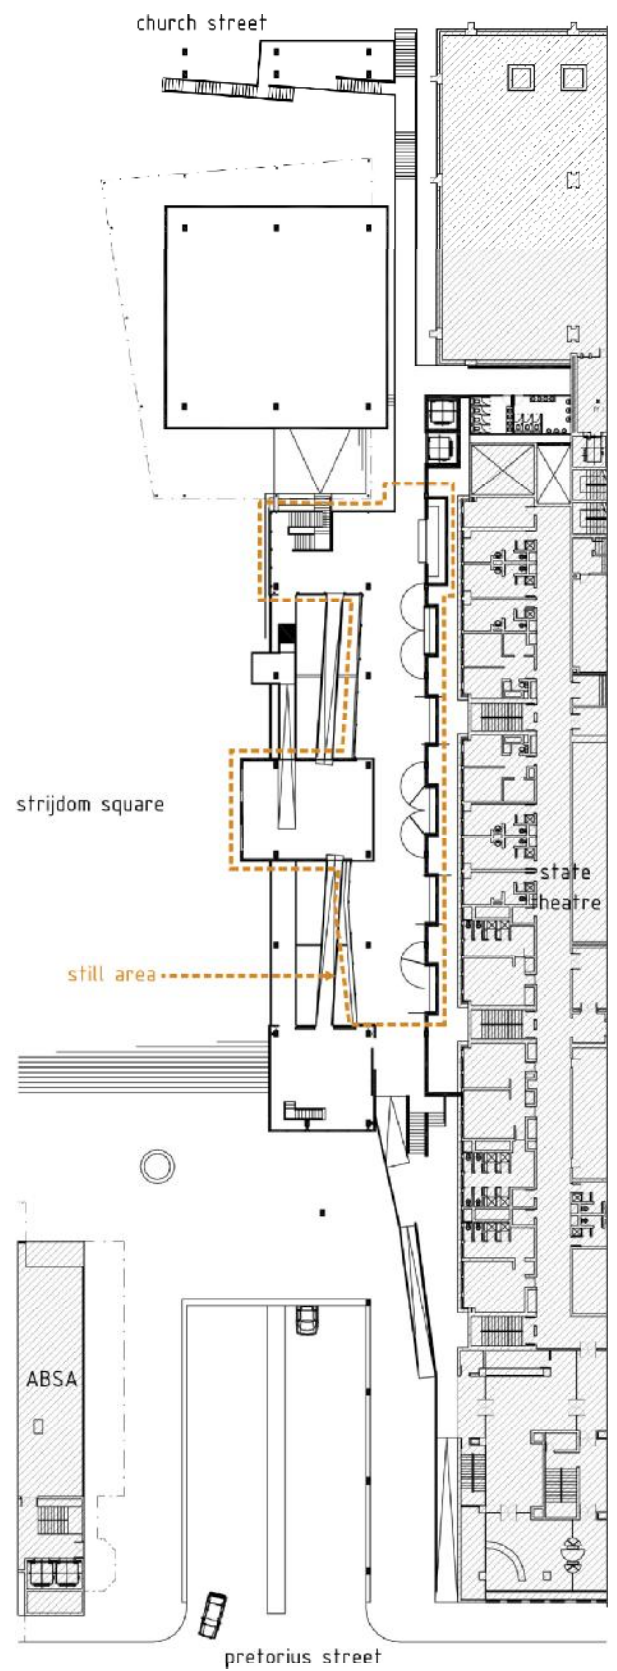 church street
strijdom square
state
theatre
still area
ABSA
pretorius street